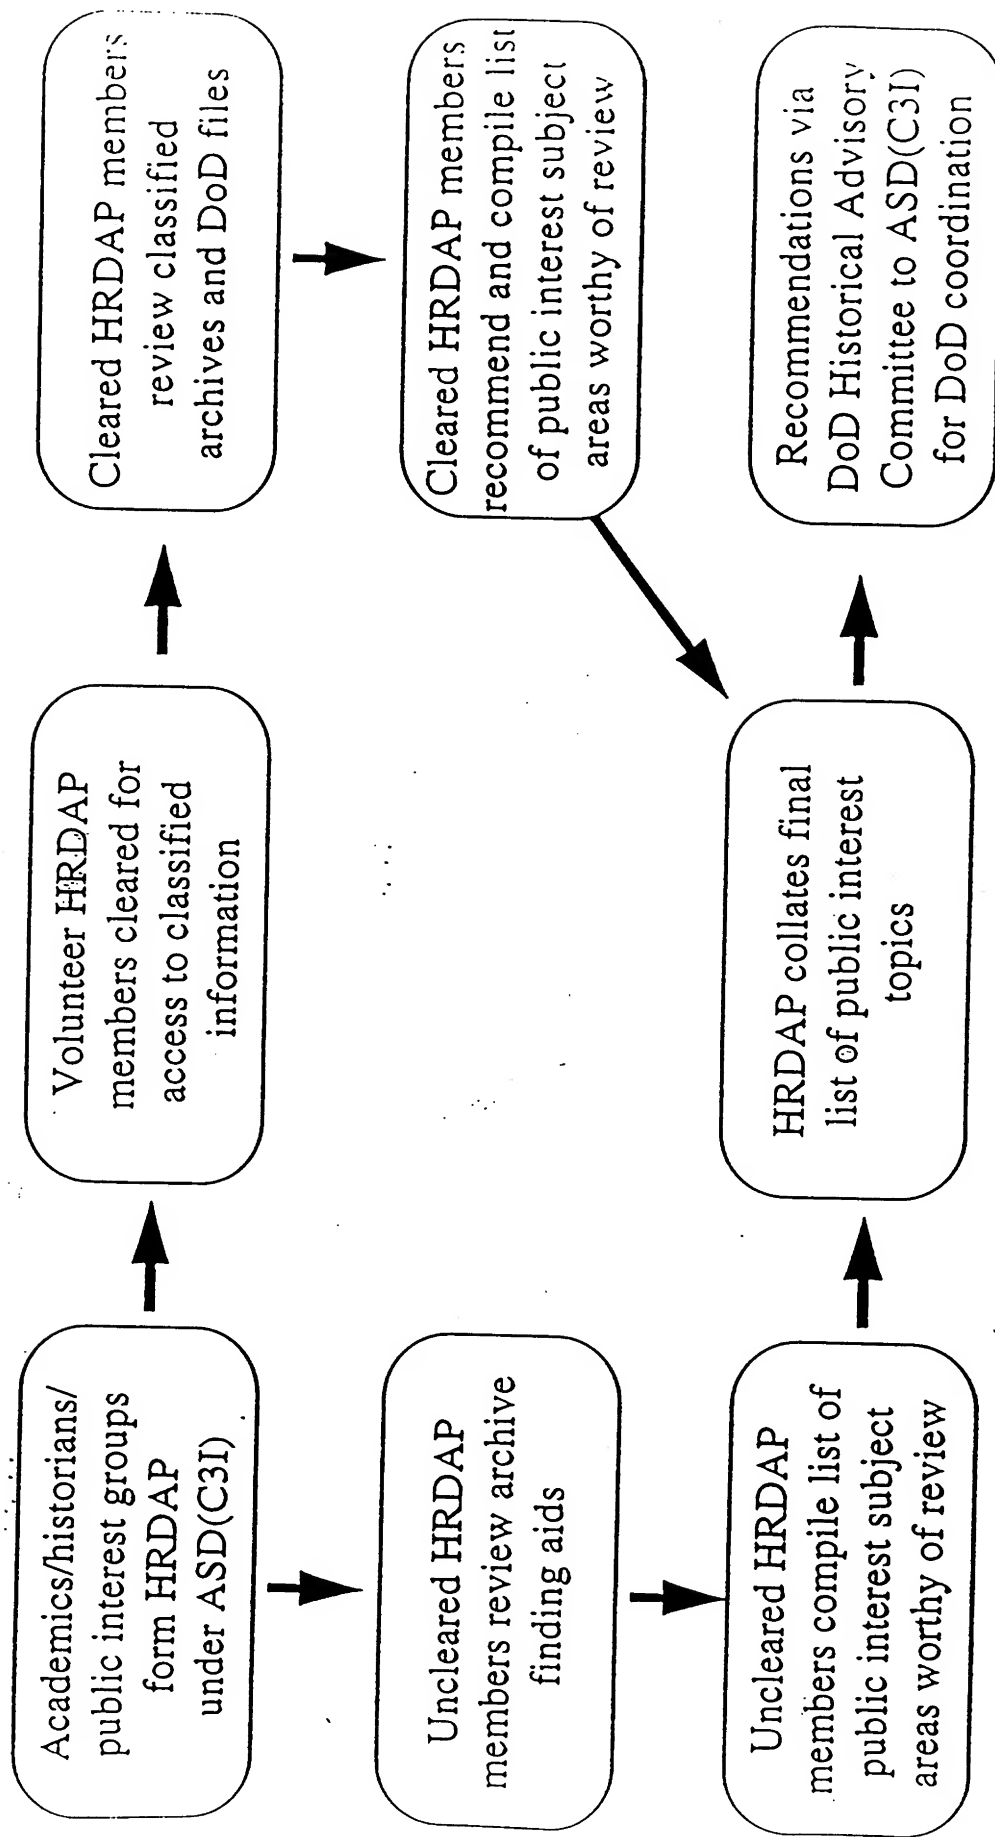 Academics/historians/
public interest groups
form HRDAP
under ASD(C3I)
Volunteer HRDAP
members cleared for
access to classified
information
Cleared HRDAP members
review classified
archives and DoD files
Uncleared HRDAP
members review archive
finding aids
Cleared HRDAP members
recommend and compile list
of public interest subject
areas worthy of review
Uncleared HRDAP
members compile list of
public interest subject
areas worthy of review
HRDAP collates final
list of public interest
topics
Recommendations via
DoD Historical Advisory
Committee to ASD(C3I)
for DoD coordination